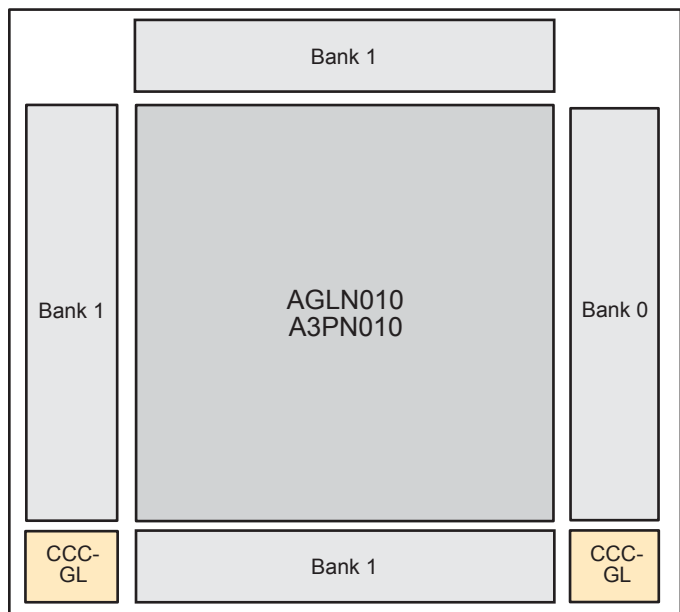 Bank 1
Bank 1
AGLN010
A3PN010
Bank 0
CCC-
GL
Bank 1
CCC-
GL